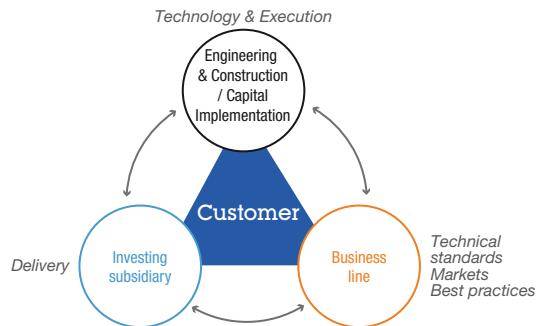 Technology & Execution
Engineering
& Construction
/ Capital
Implementation
Customer
Delivery
Investing
subsidiary
Business
line
Technical
standards
Markets
Best practices